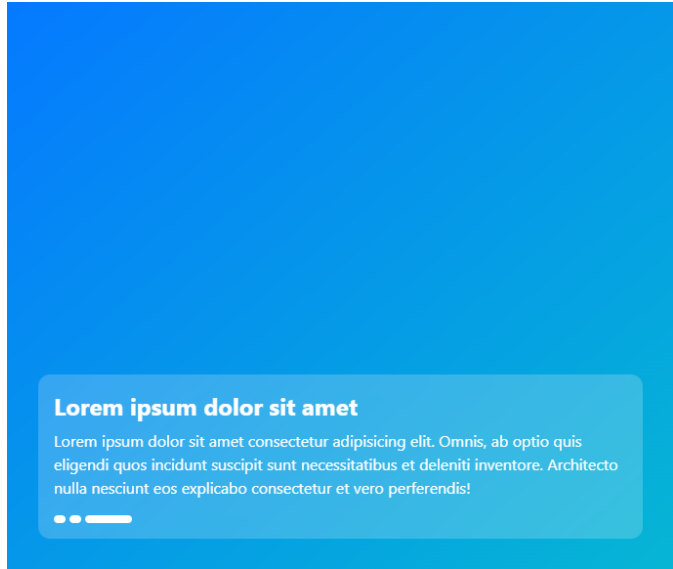 Lorem ipsum dolor sit amet
Lorem ipsum dolor sit amet consectetur adipisicing elit. Omnis, ab optio quis
eligendi quos incidunt suscipit sunt necessitatibus et deleniti inventore. Architecto
nulla nesciunt eos explicabo consectetur et vero perferendis!